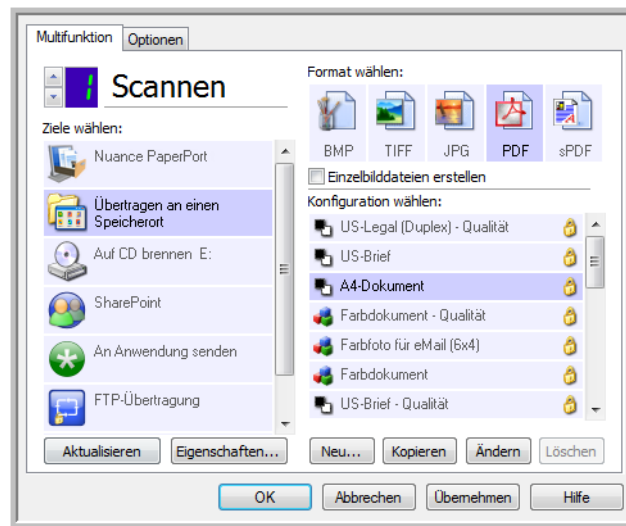 Multifunktion
Optionen
1
Scannen
Ziele wählen:
Nuance PaperPort
Übertragen an einen
Speicherort
Auf CD brennen E:
SharePoint
An Anwendung senden
FTP-Übertragung
Aktualisieren
Eigenschaften...
Format wählen:
BMP
TIFF
JPG
PDF
sPDF
Einzelbilddateien erstellen
Konfiguration wählen:
US-Legal (Duplex) - Qualität
US-Brief
A4-Dokument
Farbdokument - Qualität
Farbfoto für eMail (6x4)
Farbdokument
US-Brief - Qualität
Neu...
Kopieren
Ändern
Löschen
OK
Abbrechen
Übernehmen
Hilfe